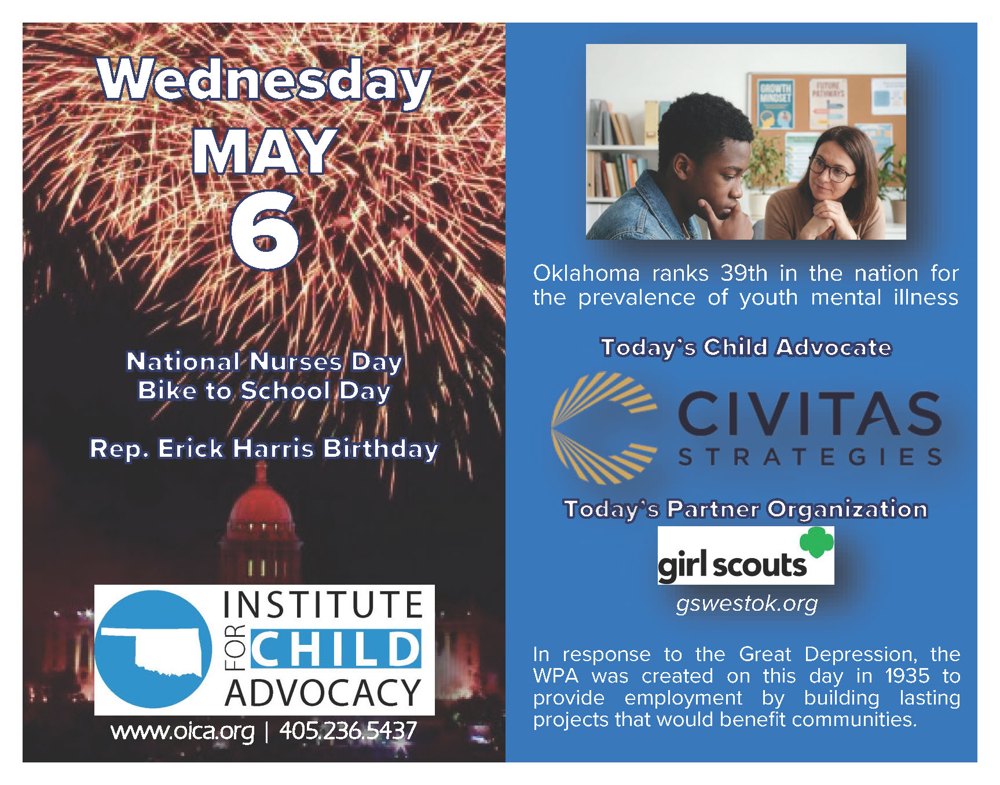 Wednesday
MAY
6
National Nurses Day
Bike to School Day
Rep. Erick Harris Birthday
INSTITUTE
FOR
CHILD
ADVOCACY
www.oica.org | 405.236.5437
GROWTH
MINDSET
FUTURE
PATHWAYS
Oklahoma ranks 39th in the nation for
the prevalence of youth mental illness
Today's Child Advocate
CIVITAS
STRATEGIES
Today's Partner Organization
girl scouts
gswestok.org
In response to the Great Depression, the
WPA was created on this day in 1935 to
provide employment by building lasting
projects that would benefit communities.